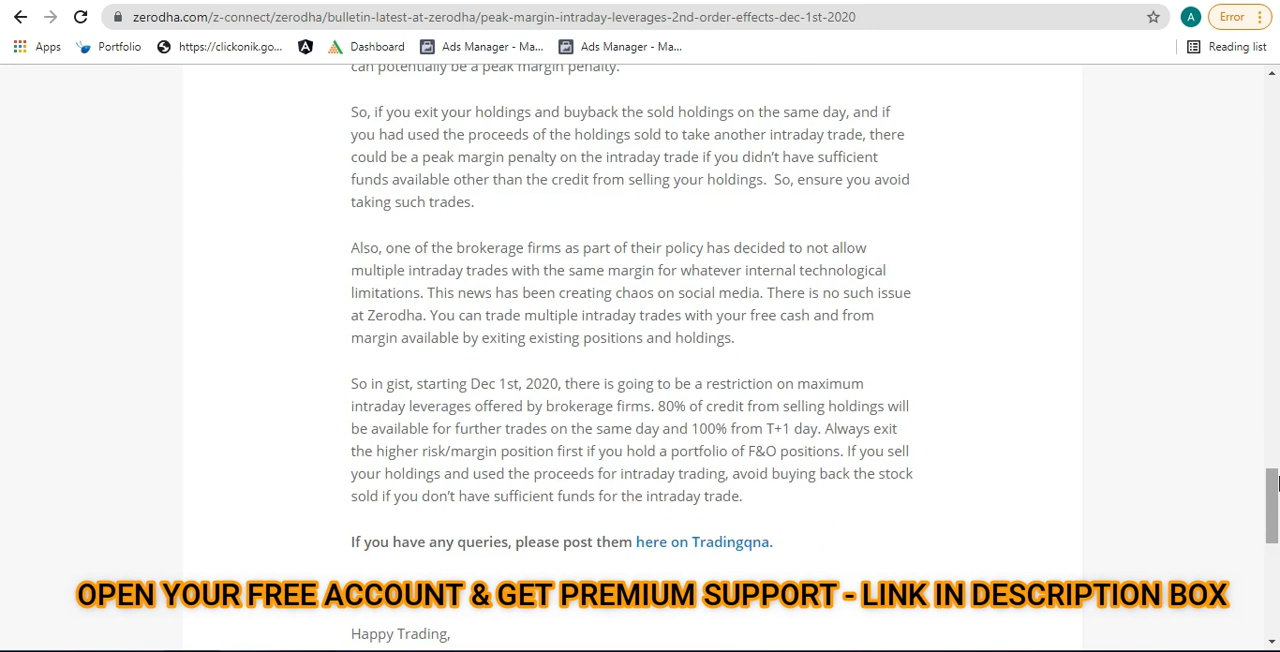 zerodha.com/z-connect/zerodha/bulletin-latest-at-zerodha/peak-margin-intraday-leverages-2nd-order-effects-dec-1st-2020
A
Error
Apps
Portfolio
https://clickonik.go...
Dashboard
Ads Manager - Ma...
Ads Manager - Ma...
Reading list
can potentially be a peak margin penalty.
So, if you exit your holdings and buyback the sold holdings on the same day, and if
you had used the proceeds of the holdings sold to take another intraday trade, there
could be a peak margin penalty on the intraday trade if you didn't have sufficient
funds available other than the credit from selling your holdings.  So, ensure you avoid
taking such trades.
Also, one of the brokerage firms as part of their policy has decided to not allow
multiple intraday trades with the same margin for whatever internal technological
limitations. This news has been creating chaos on social media. There is no such issue
at Zerodha. You can trade multiple intraday trades with your free cash and from
margin available by exiting existing positions and holdings.
So in gist, starting Dec 1st, 2020, there is going to be a restriction on maximum
intraday leverages offered by brokerage firms. 80% of credit from selling holdings will
be available for further trades on the same day and 100% from T+1 day. Always exit
the higher risk/margin position first if you hold a portfolio of F&O positions. If you sell
your holdings and used the proceeds for intraday trading, avoid buying back the stock
sold if you don't have sufficient funds for the intraday trade.
If you have any queries, please post them here on Tradingqna.
OPEN YOUR FREE ACCOUNT & GET PREMIUM SUPPORT - LINK IN DESCRIPTION BOX
Happy Trading,